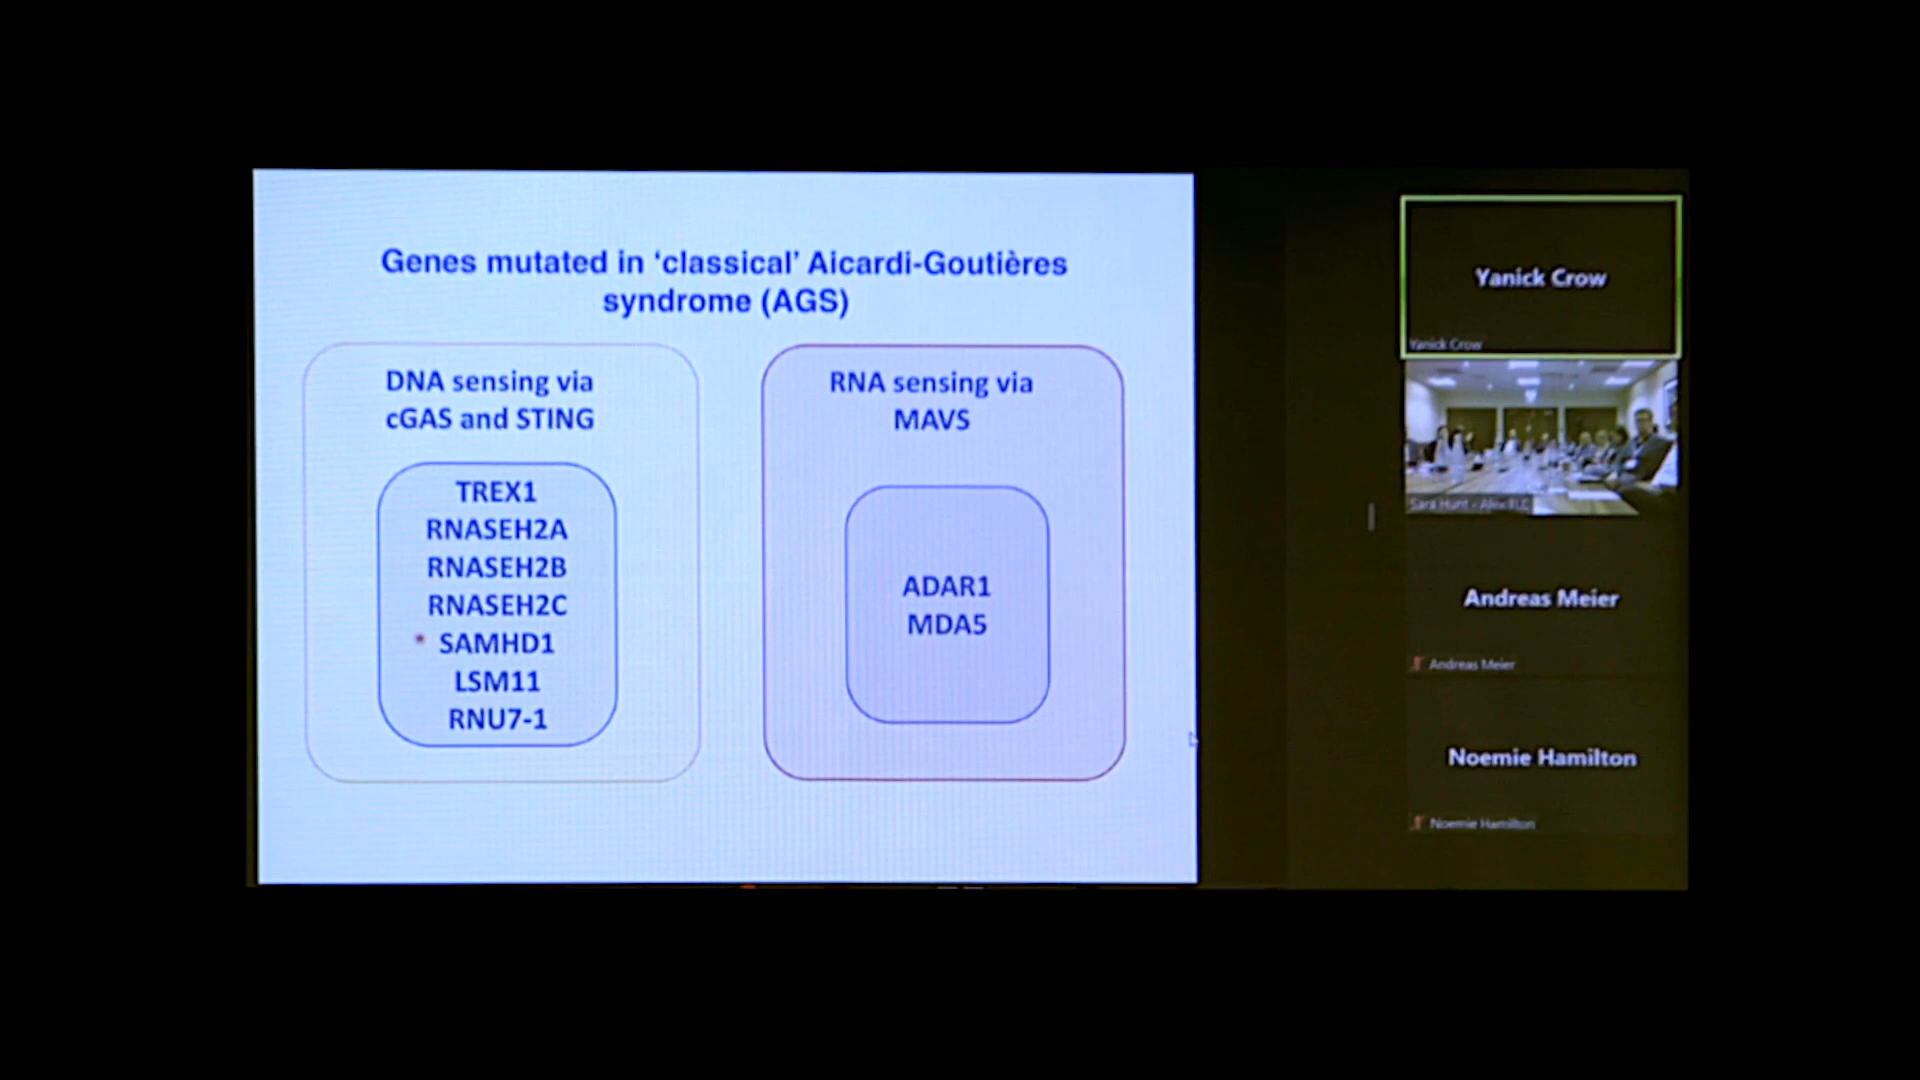 Genes mutated in ‘classical’ Aicardi-Goutières
syndrome (AGS)
DNA sensing via
cGAS and STING
TREX1
RNASEH2A
RNASEH2B
RNASEH2C
* SAMHD1
LSM11
RNU7-1
RNA sensing via
MAVS
ADAR1
MDA5
Yanick Crow
Yanick Crow
Sara Hunt -
Andreas Meier
Andreas Meier
Noemie Hamilton
Noemie Hamilton